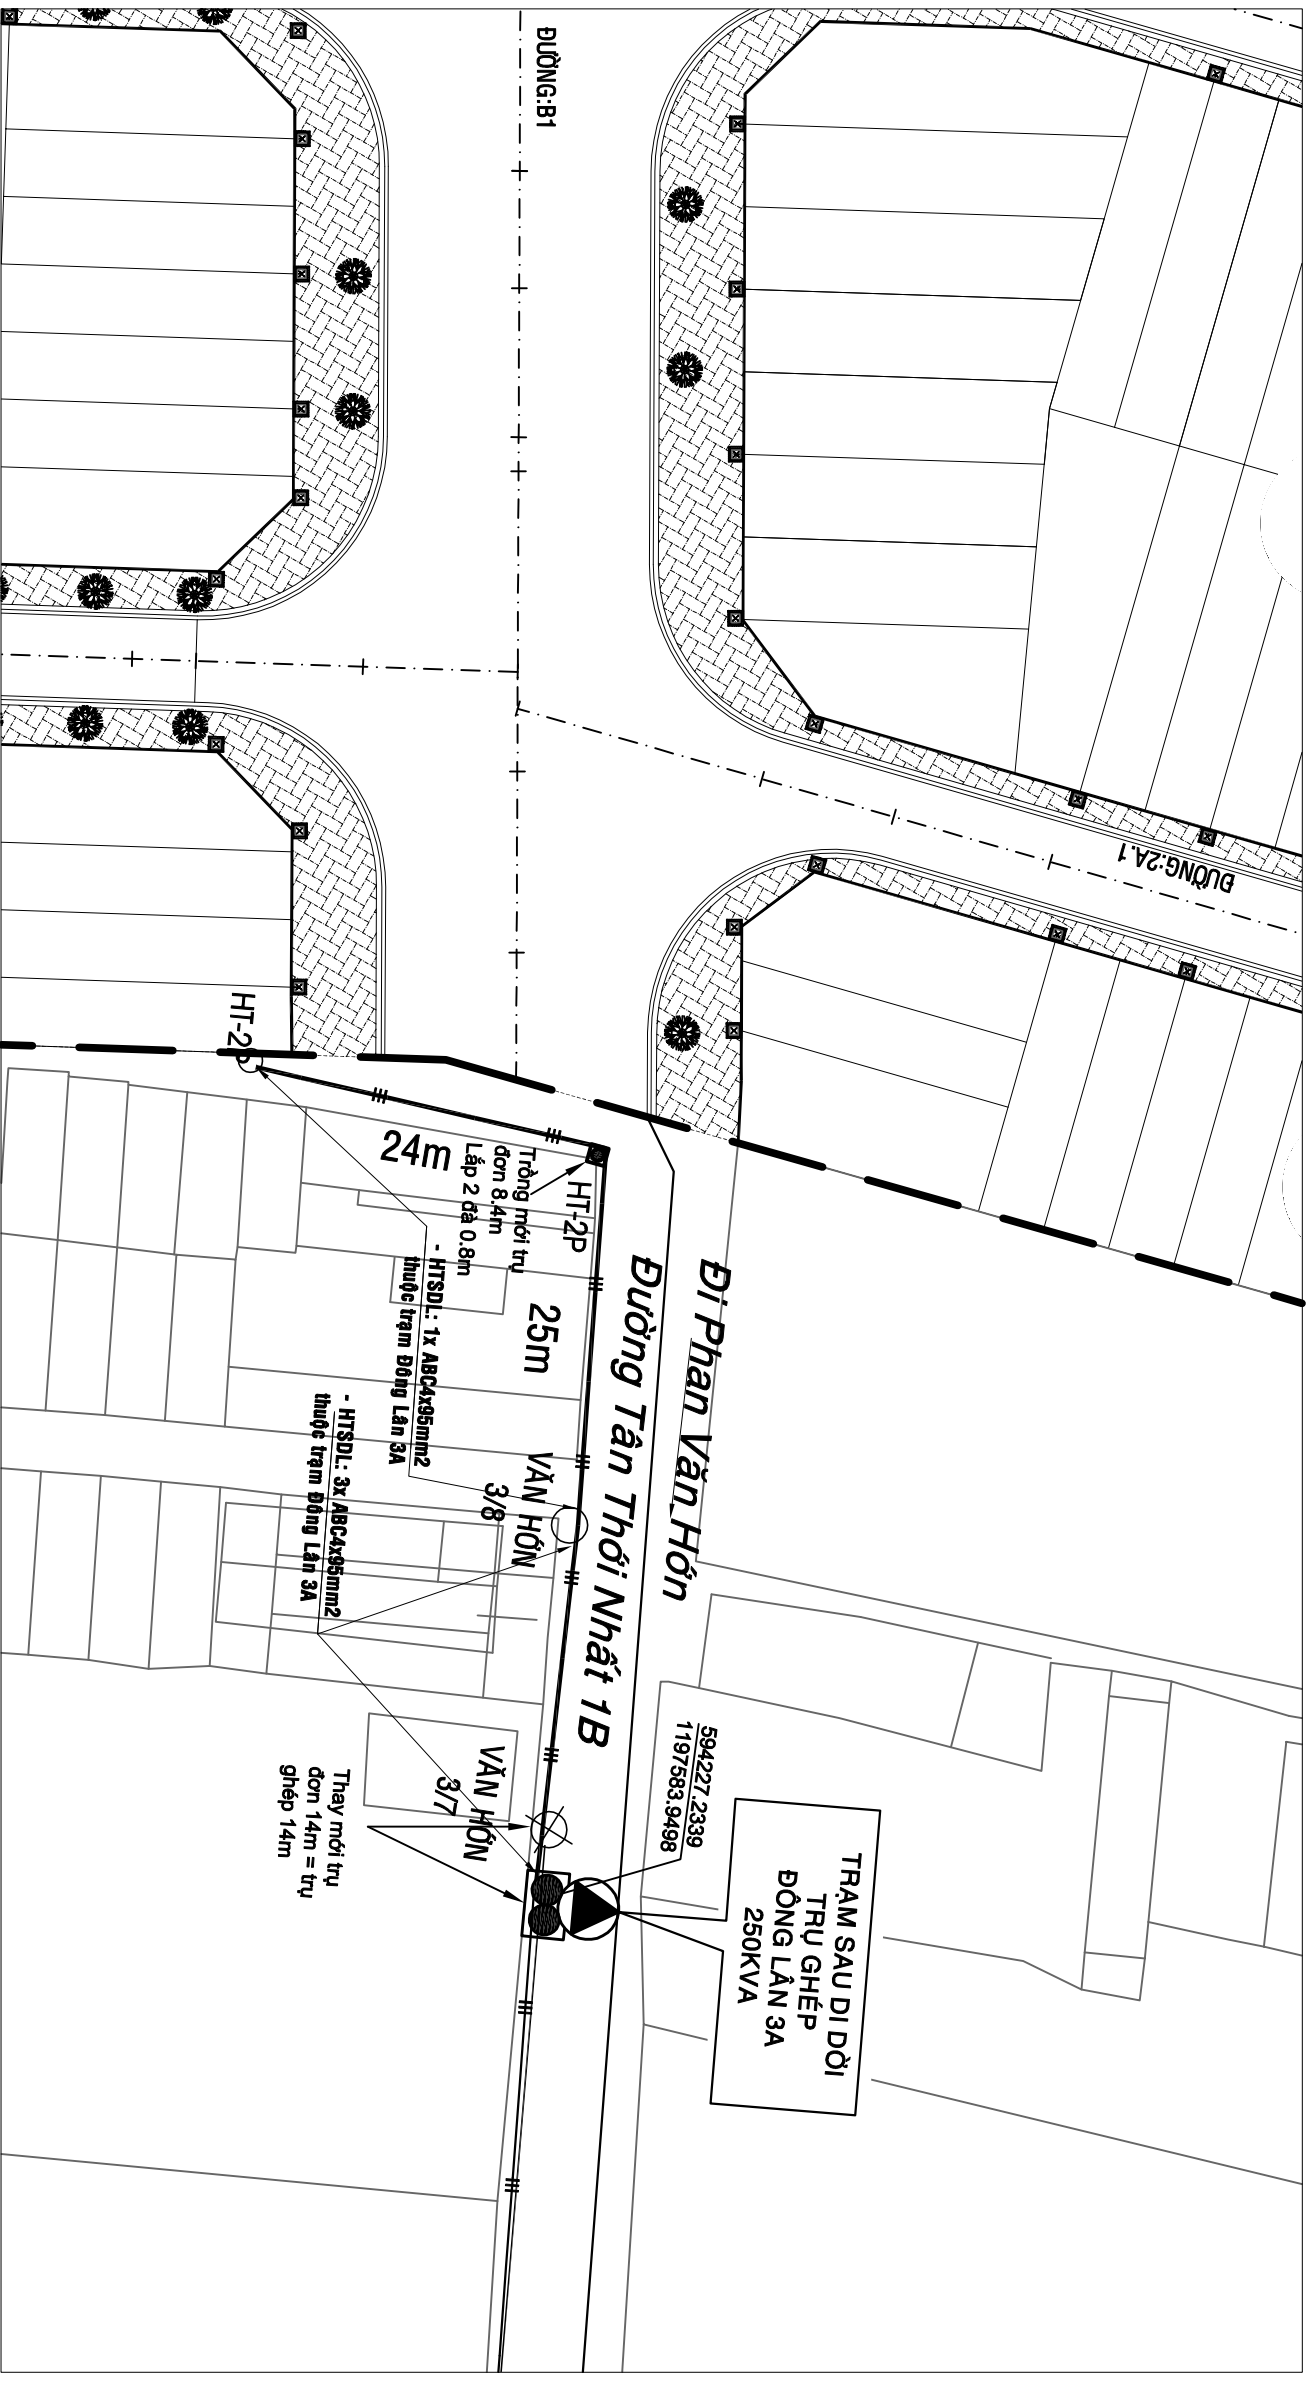 ĐƯỜNG:B1
ĐƯỜNG:2A.1
HT-2P
24m
Trồng mới trụ
đơn 8.4m
Lắp 2 đà 0.8m
HT-2P
25m
Đi Phan Văn Hớn
Đường Tân Thới Nhất 1B
- HTSDL: 1x ABC4x95mm2
thuộc trạm Đông Lân 3A
- HTSDL: 3x ABC4x95mm2
thuộc trạm Đông Lân 3A
VĂN HỚN
3/8
VĂN HỚN
3/7
Thay mới trụ
đơn 14m = trụ
ghép 14m
594227.2339
1197583.9498
TRẠM SAU DI DỜI
TRỤ GHÉP
ĐÔNG LÂN 3A
250KVA